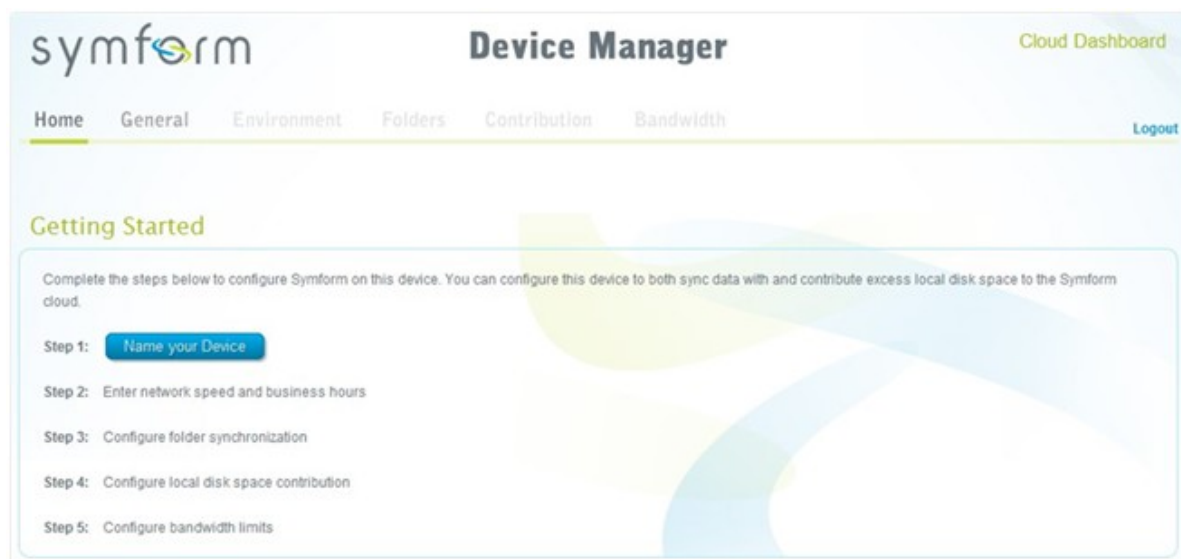 symform
Device Manager
Cloud Dashboard
Home General Environment Folders Contribution Bandwidth
Logout
Getting Started
Complete the steps below to configure Symform on this device. You can configure this device to both sync data with and contribute excess local disk space to the Symform
cloud.
Step 1: Name your Device
Step 2: Enter network speed and business hours
Step 3: Configure folder synchronization
Step 4: Configure local disk space contribution
Step 5: Configure bandwidth limits